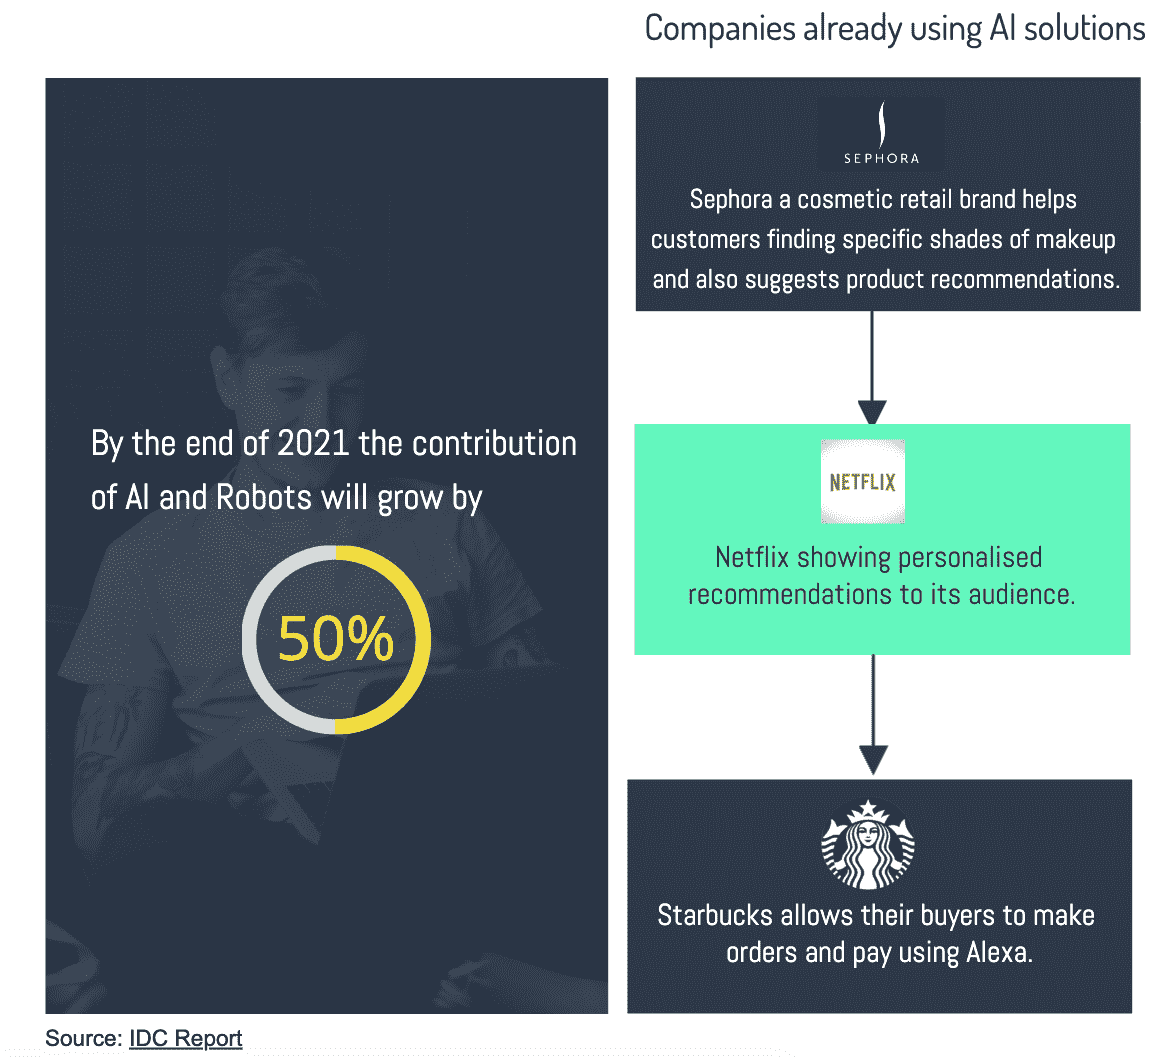 Companies already using AI solutions
By the end of 2021 the contribution
of AI and Robots will grow by
50%
SEPHORA
Sephora a cosmetic retail brand helps
customers finding specific shades of makeup
and also suggests product recommendations.
NETFLIX
Netflix showing personalised
recommendations to its audience.
Starbucks allows their buyers to make
orders and pay using Alexa.
Source: IDC Report